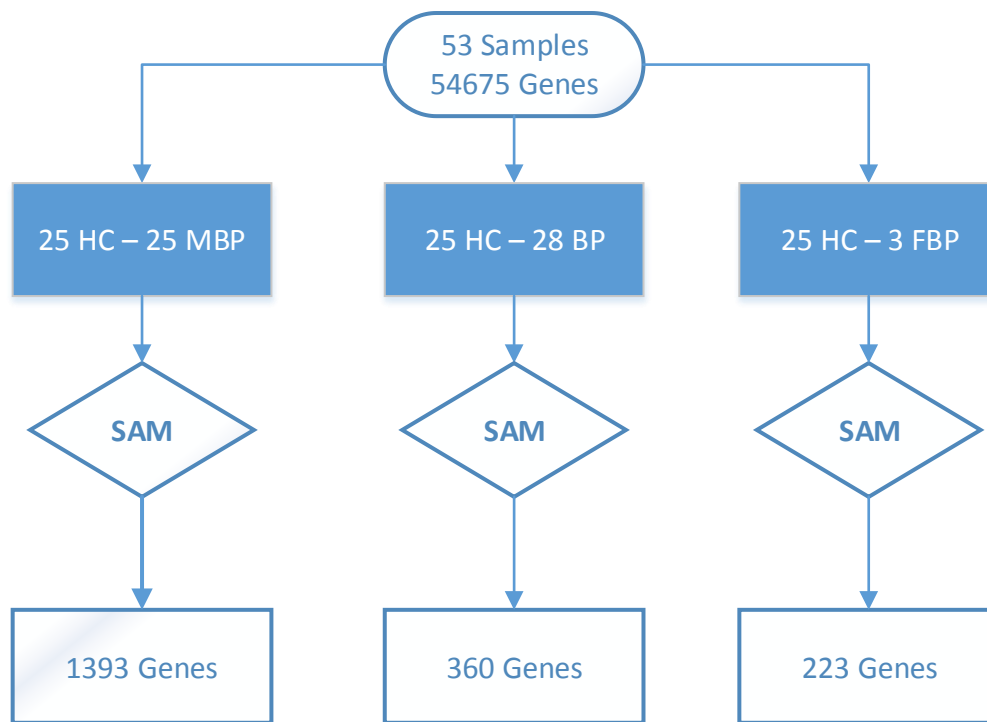 53 Samples
54675 Genes
25 HC – 25 MBP
25 HC – 28 BP
25 HC – 3 FBP
SAM
SAM
SAM
1393 Genes
360 Genes
223 Genes